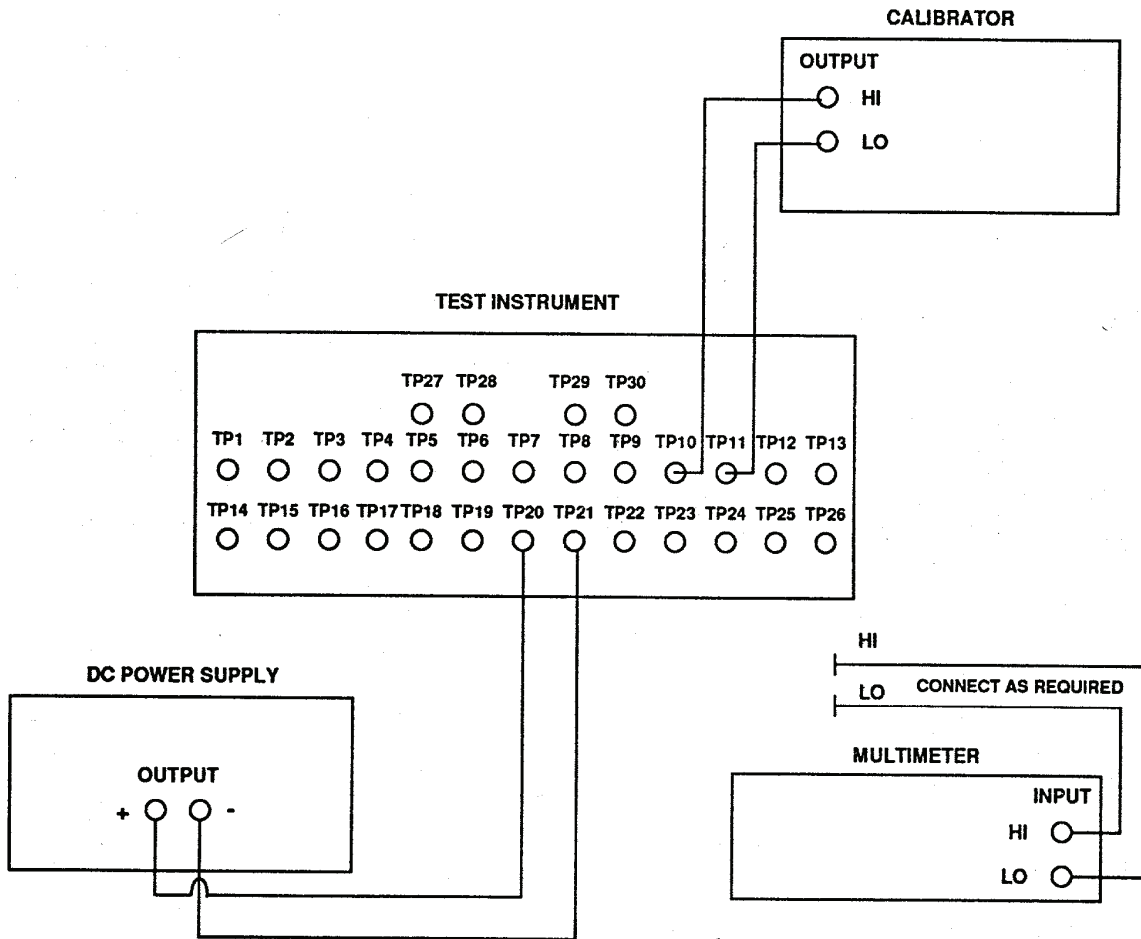 CALIBRATOR
OUTPUT
HI
LO
TEST INSTRUMENT
TP27 TP28 TP29 TP30
TP1 TP2 TP3 TP4 TP5 TP6 TP7 TP8 TP9 TP10 TP11 TP12 TP13
TP14 TP15 TP16 TP17 TP18 TP19 TP20 TP21 TP22 TP23 TP24 TP25 TP26
DC POWER SUPPLY
OUTPUT
+ -
HI
LO CONNECT AS REQUIRED
MULTIMETER
INPUT
HI
LO